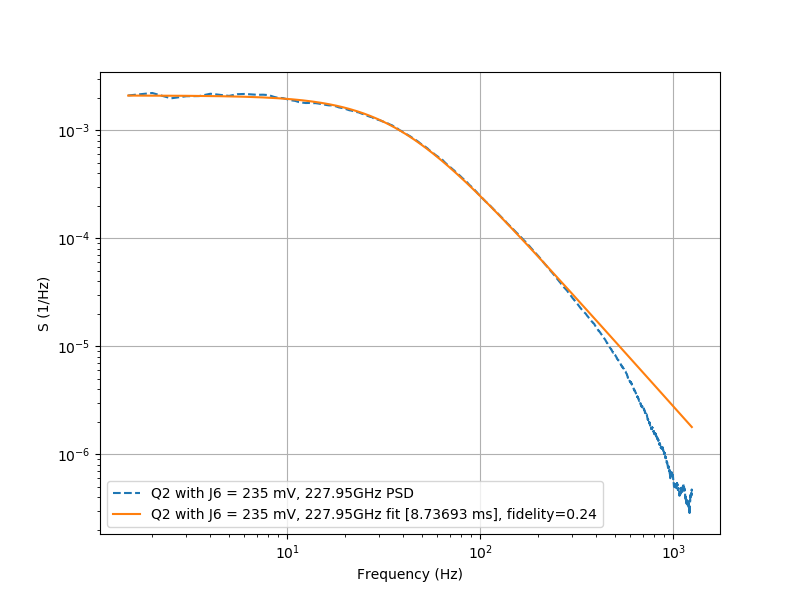 10⁻³
10⁻⁴
10⁻⁵
10⁻⁶
S (1/Hz)
Q2 with J6 = 235 mV, 227.95GHz PSD
Q2 with J6 = 235 mV, 227.95GHz fit [8.73693 ms], fidelity=0.24
10¹ 10² 10³
Frequency (Hz)